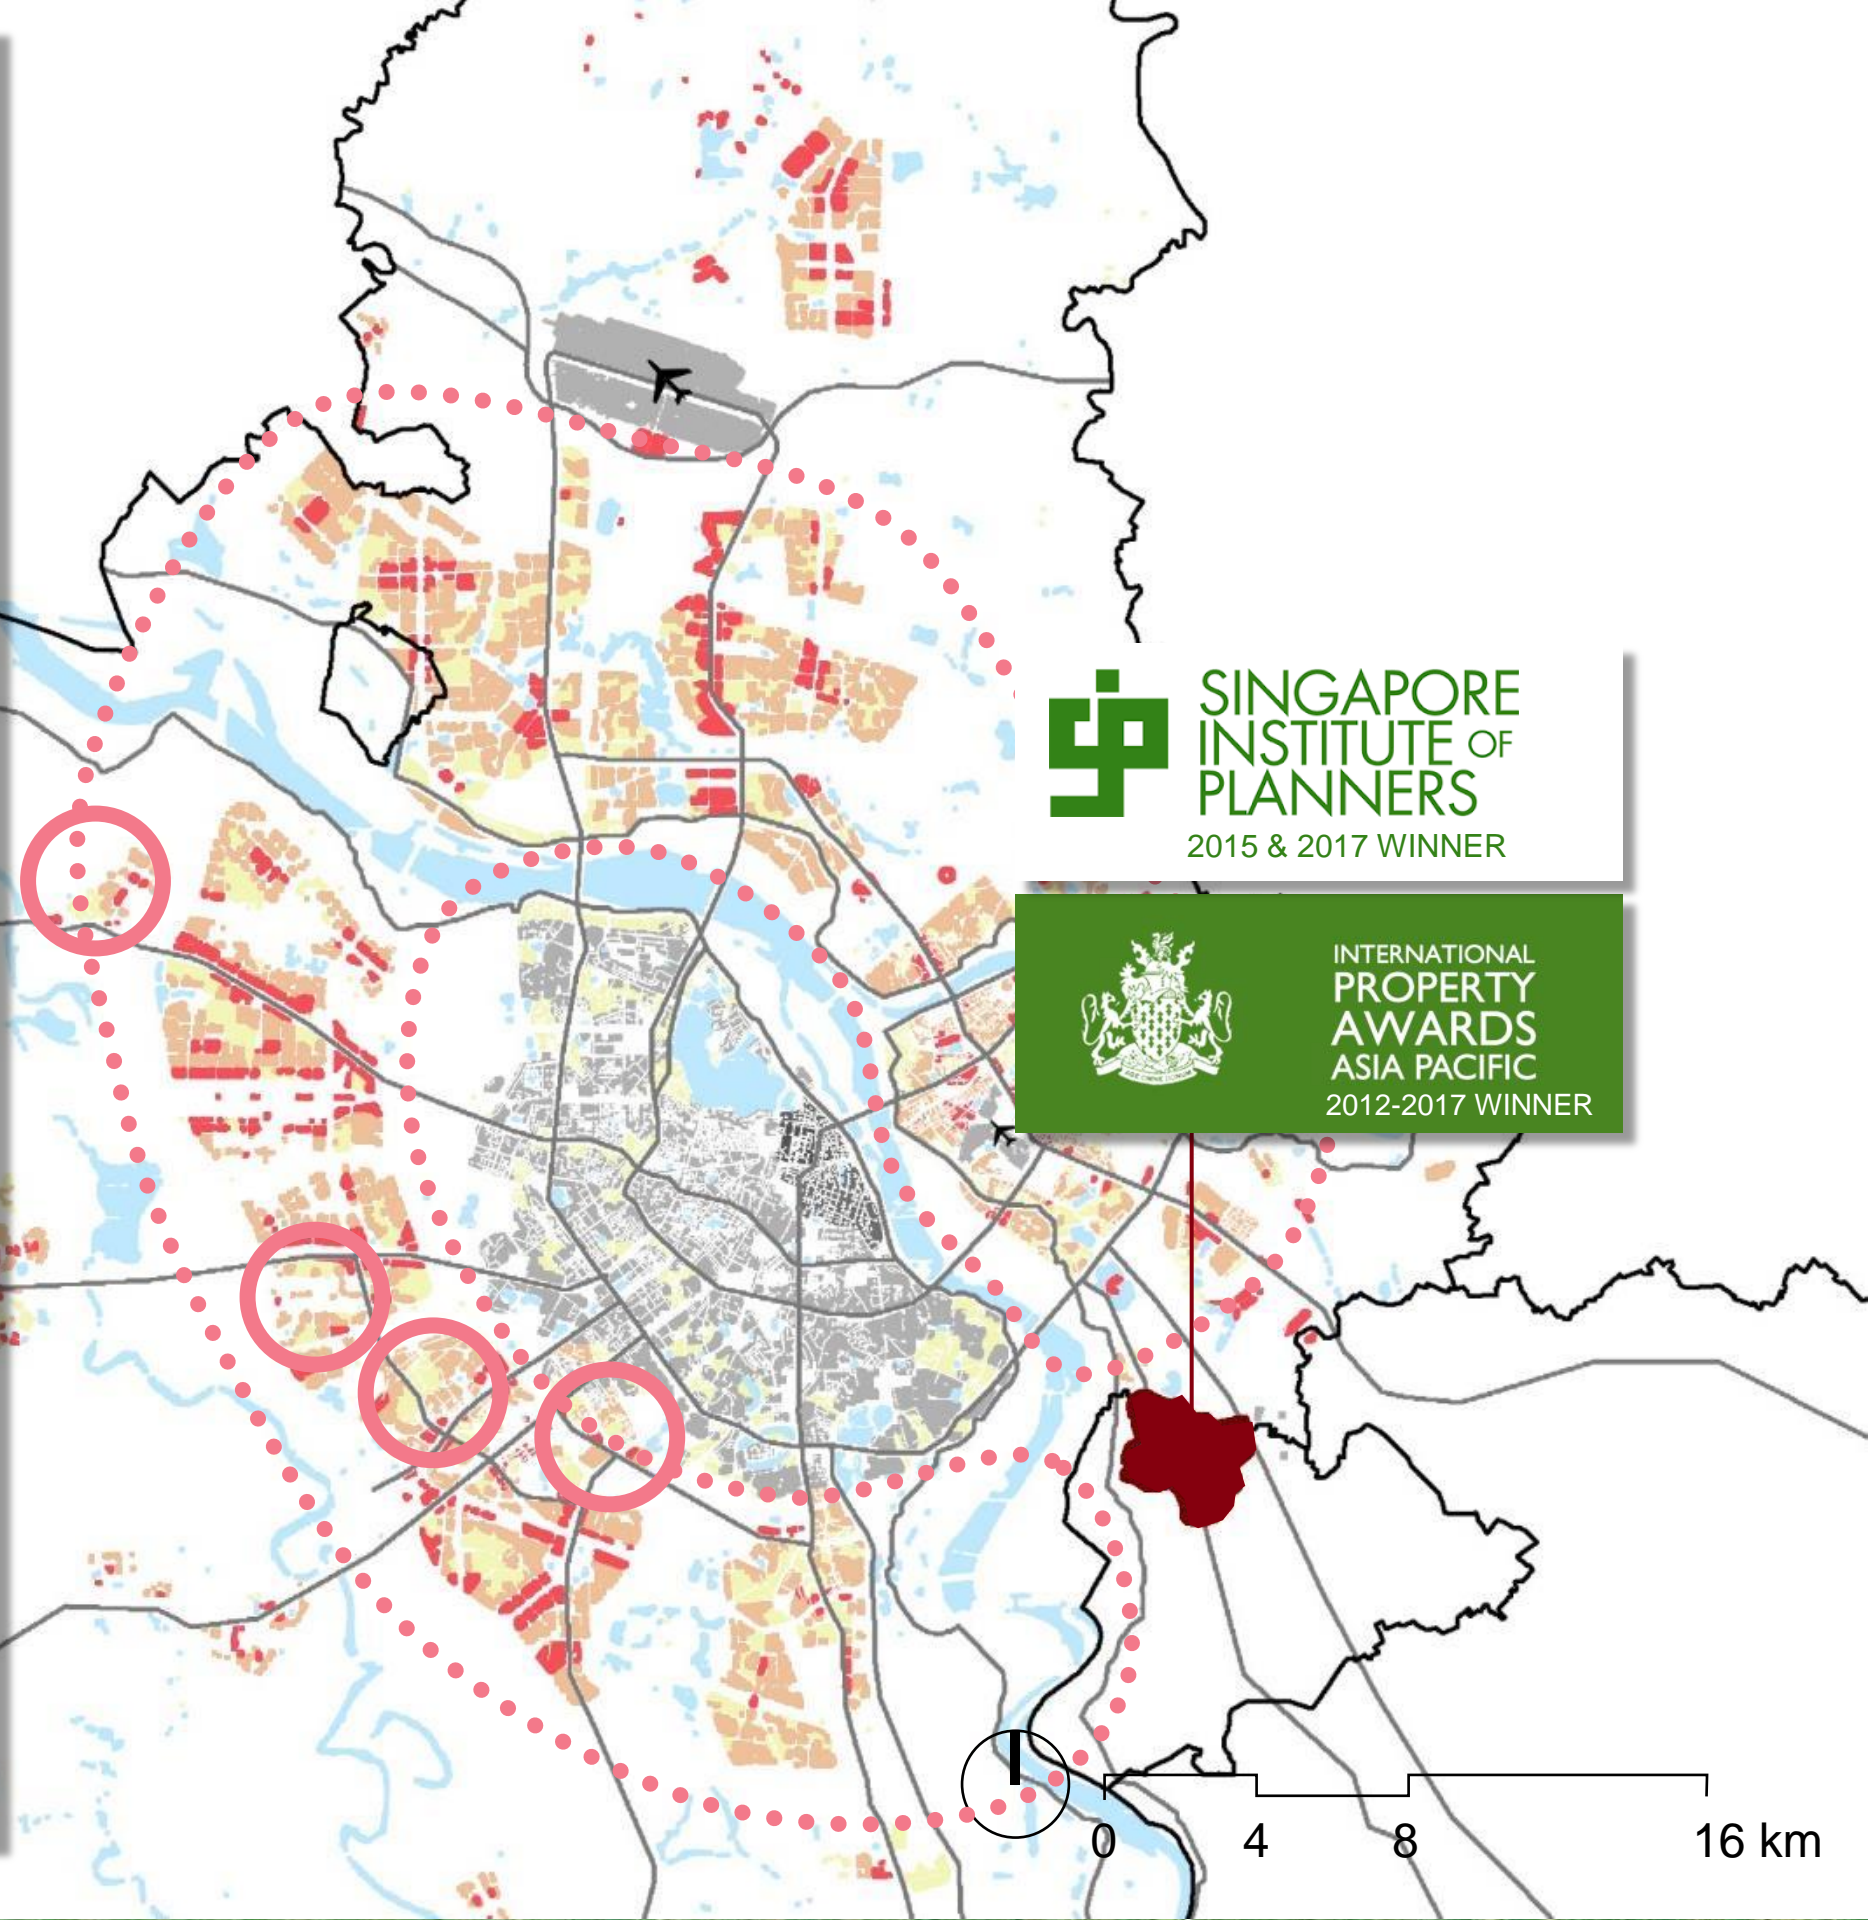 SINGAPORE
INSTITUTE OF
PLANNERS
2015 & 2017 WINNER
INTERNATIONAL
PROPERTY
AWARDS
ASIA PACIFIC
2012-2017 WINNER
0 4 8 16 km